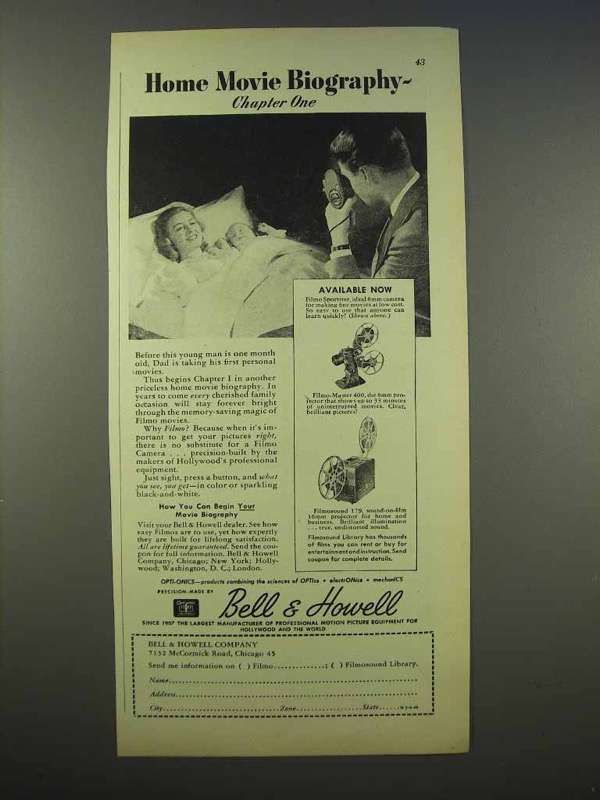 43
Home Movie Biography-
Chapter One
AVAILABLE NOW
Filmo Sportster, ideal 8mm camera
for making fine movies at low cost.
So easy to use that anyone can
learn quickly! (Shown above.)
Filmo-Master 400, the 8mm pro-
jector that shows up to 33 minutes
of uninterrupted movies. Clear,
brilliant pictures!
Filmosound 179, sound-on-film
16mm projector for home and
business. Brilliant illumination
. . . true, undistorted sound.
Filmosound Library has thousands
of films you can rent or buy for
entertainment and instruction. Send
coupon for complete details.
Before this young man is one month
old, Dad is taking his first personal
movies.
Thus begins Chapter I in another
priceless home movie biography. In
years to come every cherished family
occasion will stay forever bright
through the memory-saving magic of
Filmo movies.
Why Filmo? Because when it's im-
portant to get your pictures right,
there is no substitute for a Filmo
Camera . . . precision-built by the
makers of Hollywood's professional
equipment.
Just sight, press a button, and what
you see, you get—in color or sparkling
black-and-white.
How You Can Begin Your
Movie Biography
Visit your Bell & Howell dealer. See how
easy Filmos are to use, yet how expertly
they are built for lifelong satisfaction.
All are lifetime guaranteed. Send the cou-
pon for full information. Bell & Howell
Company, Chicago; New York; Holly-
wood; Washington, D. C.; London.
OPTI-ONICS—products combining the sciences of OPTIcs • electrONics • mechanICS
PRECISION-MADE BY
Bell & Howell
SINCE 1907 THE LARGEST MANUFACTURER OF PROFESSIONAL MOTION PICTURE EQUIPMENT FOR
HOLLYWOOD AND THE WORLD
BELL & HOWELL COMPANY
7132 McCormick Road, Chicago 45
Send me information on ( ) Filmo..............; ( ) Filmosound Library.
Name
Address
City Zone State